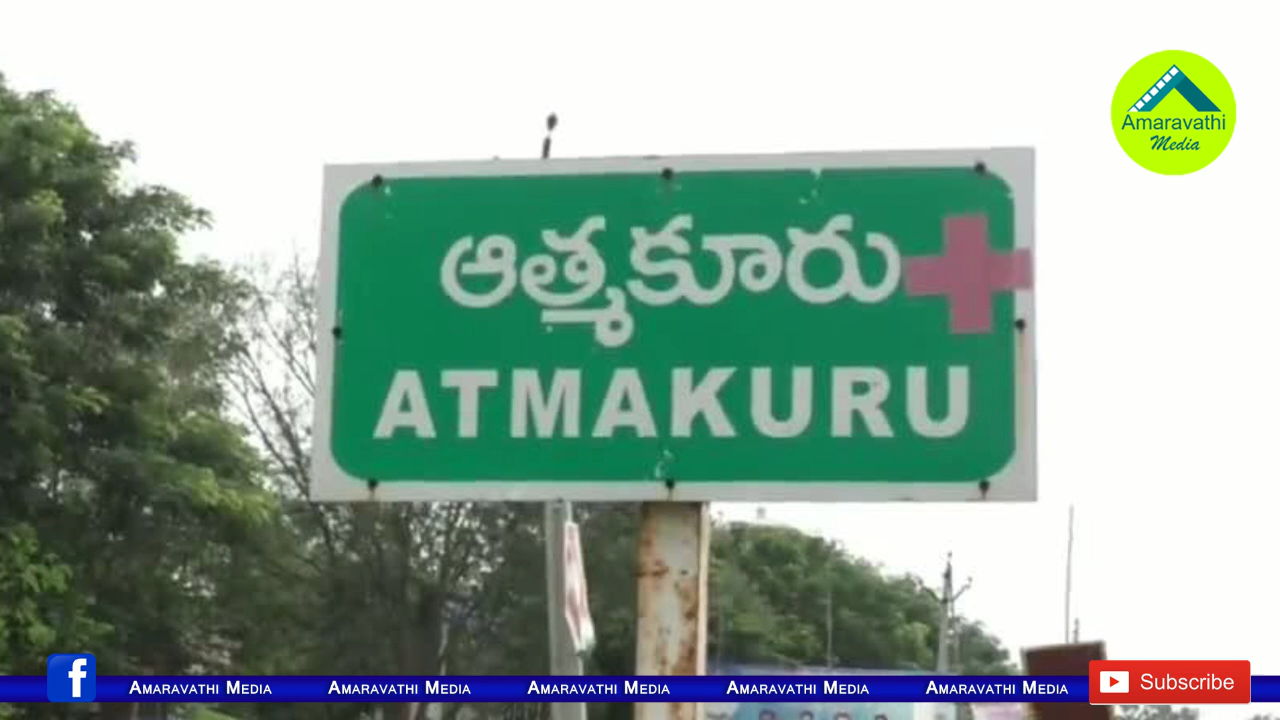 Amaravathi
Media
ఆత్మకూరు
ATMAKURU
Amaravathi Media Amaravathi Media Amaravathi Media Amaravathi Media Amaravathi Media
Subscribe